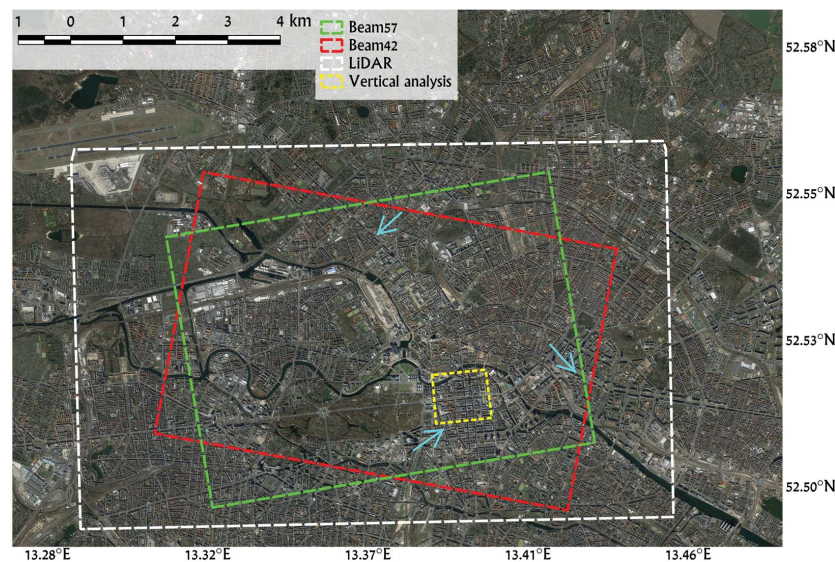 1 0 1 2 3 4 km
Beam57
Beam42
LiDAR
Vertical analysis
52.58°N
52.55°N
52.53°N
52.50°N
13.28°E 13.32°E 13.37°E 13.41°E 13.46°E